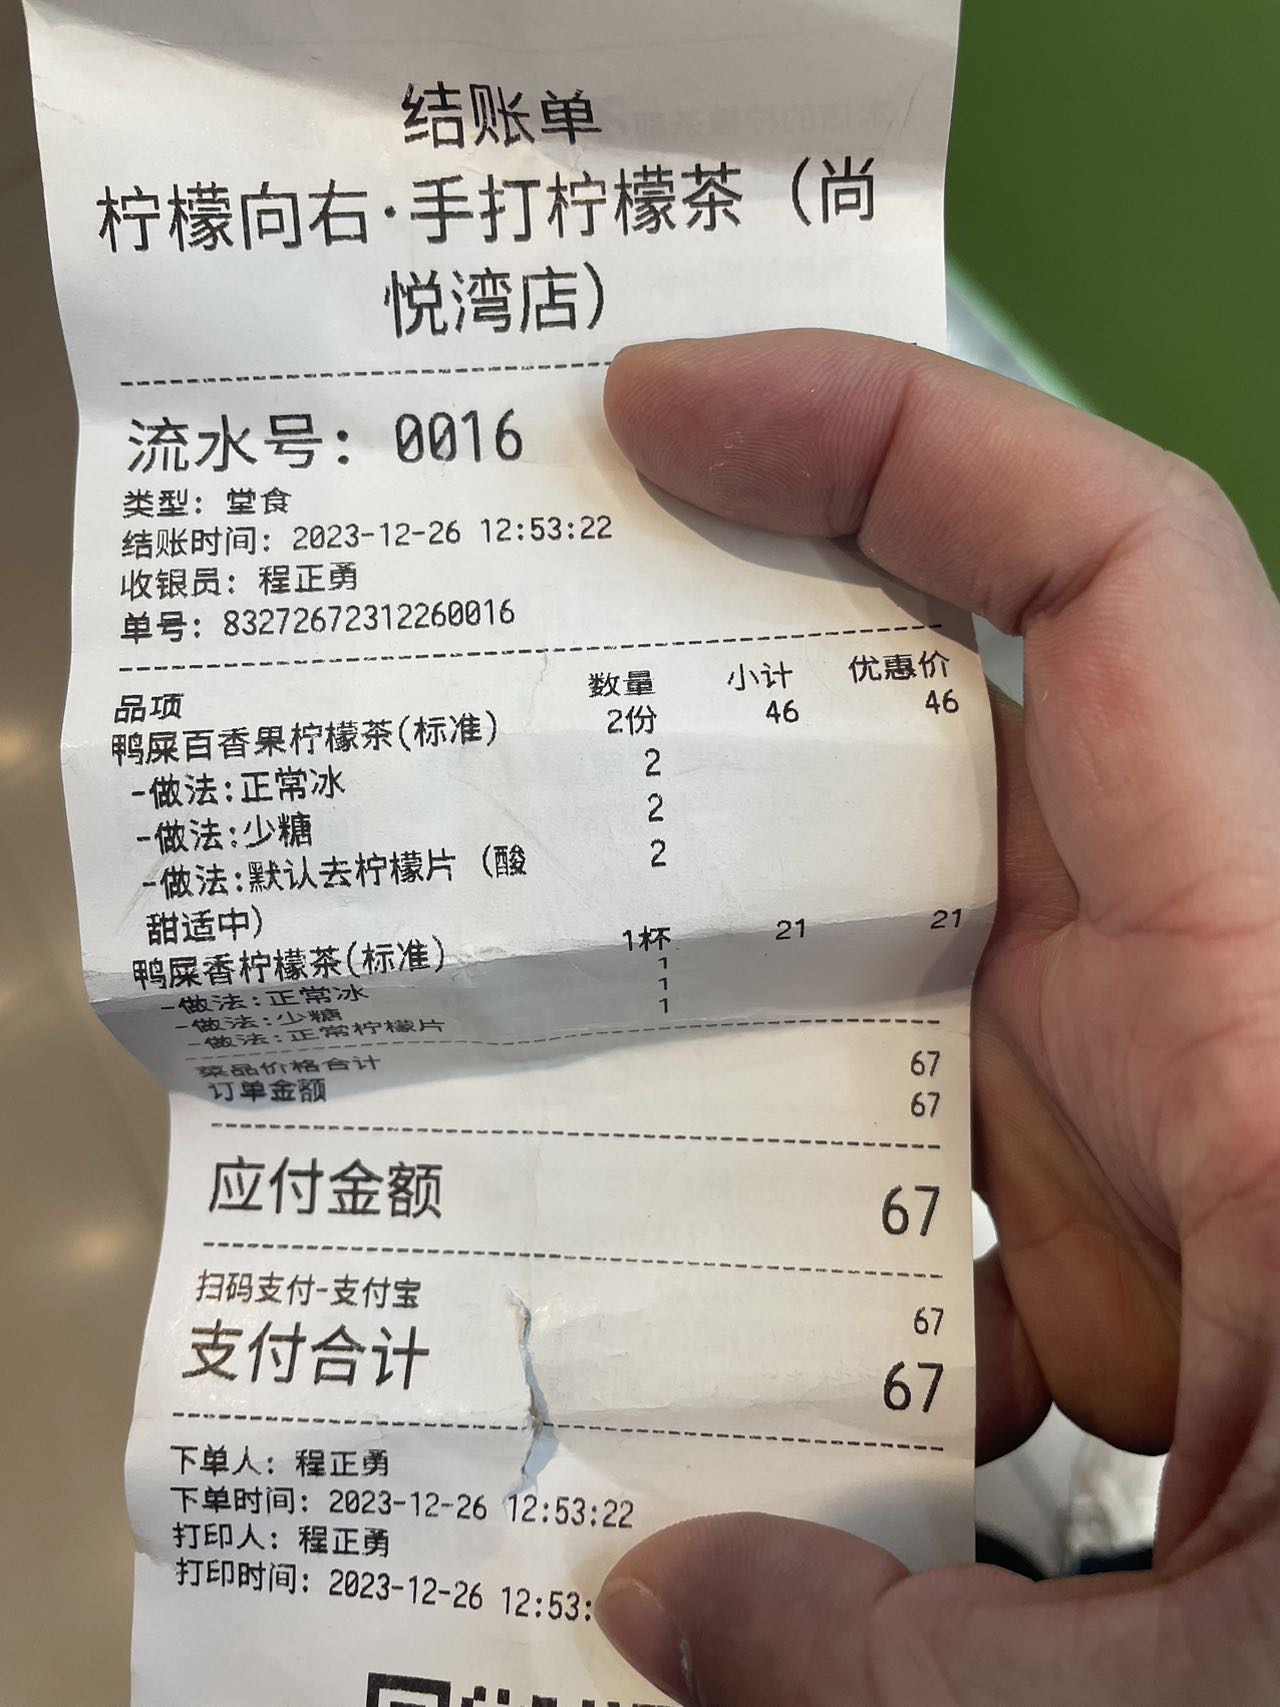 结账单
柠檬向右·手打柠檬茶（尚
悦湾店）
流水号：0016
类型：堂食
结账时间：2023-12-26 12:53:22
收银员：程正勇
单号：83272672312260016
品项 数量 小计 优惠价
鸭屎百香果柠檬茶(标准) 2份 46 46
-做法:正常冰 2
-做法:少糖 2
-做法:默认去柠檬片（酸 2
甜适中）
鸭屎香柠檬茶(标准) 1杯 21 21
-做法:正常冰 1
-做法:少糖 1
-做法:正常柠檬片 1
菜品价格合计 67
订单金额 67
应付金额 67
扫码支付-支付宝 67
支付合计 67
下单人：程正勇
下单时间：2023-12-26 12:53:22
打印人：程正勇
打印时间：2023-12-26 12:53: